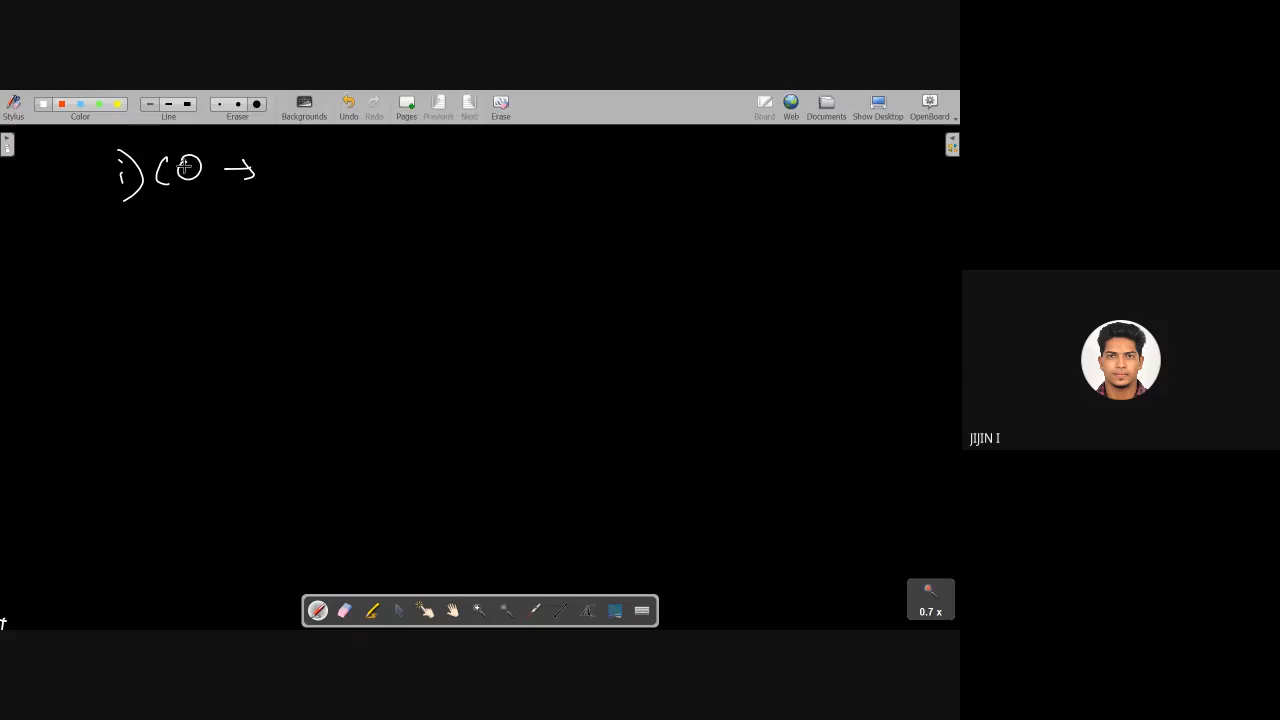 Stylus Color Line Eraser Backgrounds Undo Redo Pages Previous Next Erase Board Web Documents Show Desktop OpenBoard
i) (⊕ →
JIJIN I
0.7 x